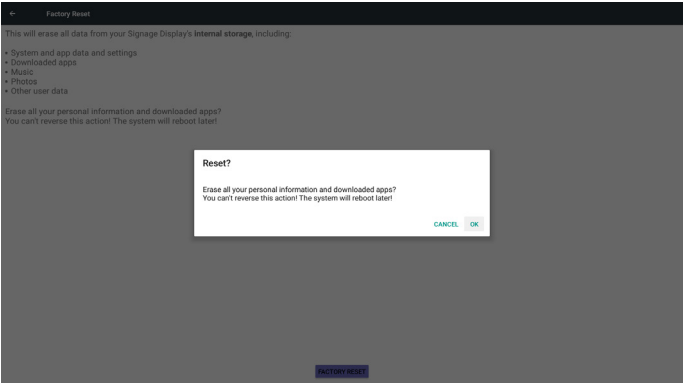 ← Factory Reset
This will erase all data from your Signage Display's internal storage, including:
• System and app data and settings
• Downloaded apps
• Music
• Photos
• Other user data
Erase all your personal information and downloaded apps?
You can't reverse this action! The system will reboot later!
Reset?
Erase all your personal information and downloaded apps?
You can't reverse this action! The system will reboot later!
CANCEL OK
FACTORY RESET